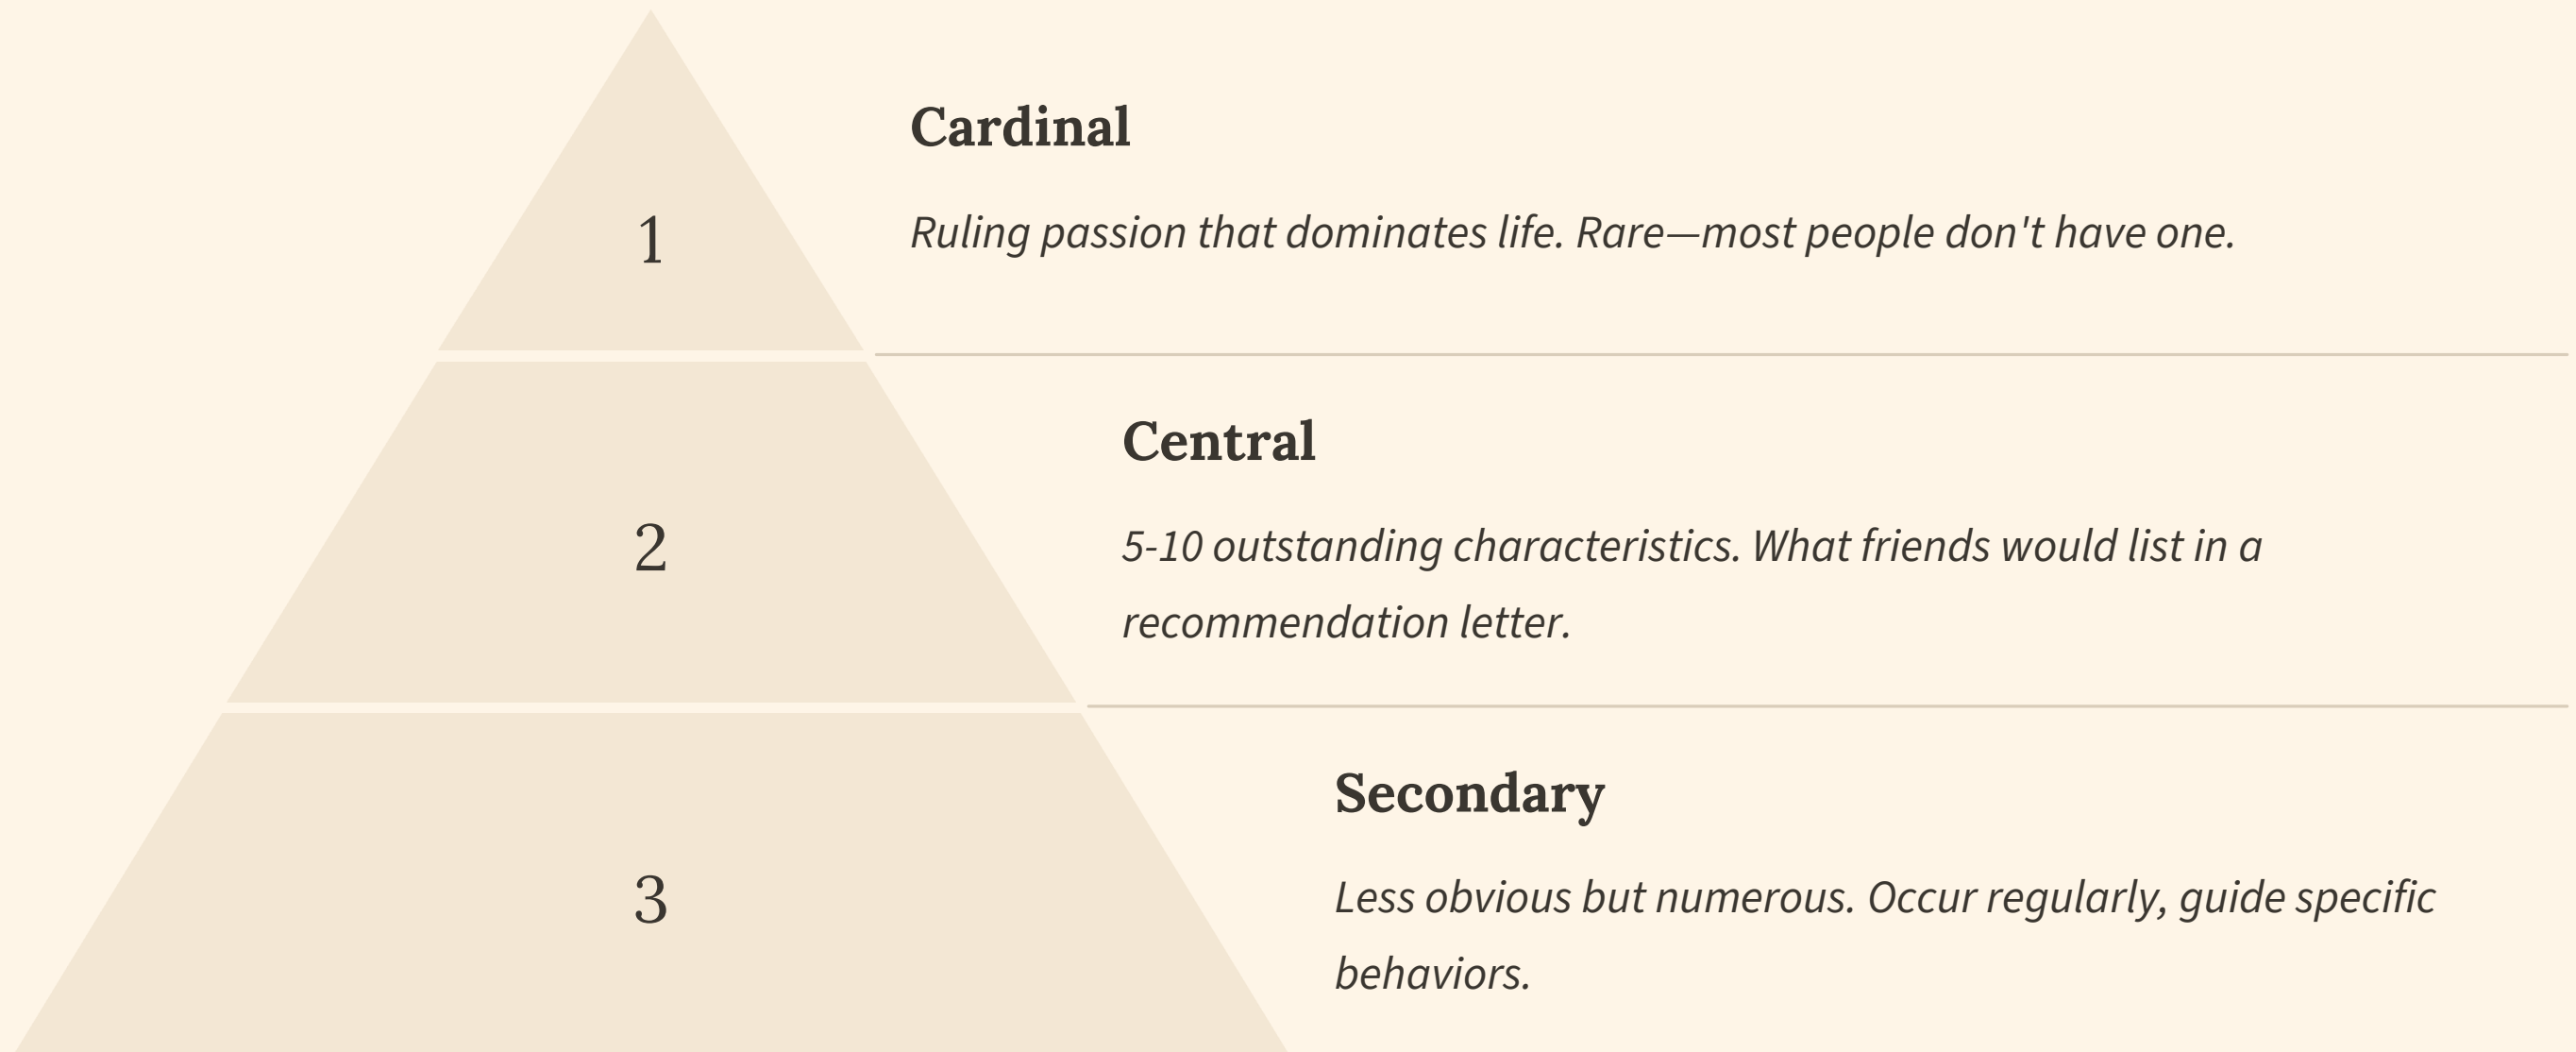 Cardinal
1
Ruling passion that dominates life. Rare—most people don't have one.
Central
2
5-10 outstanding characteristics. What friends would list in a
recommendation letter.
Secondary
3
Less obvious but numerous. Occur regularly, guide specific
behaviors.